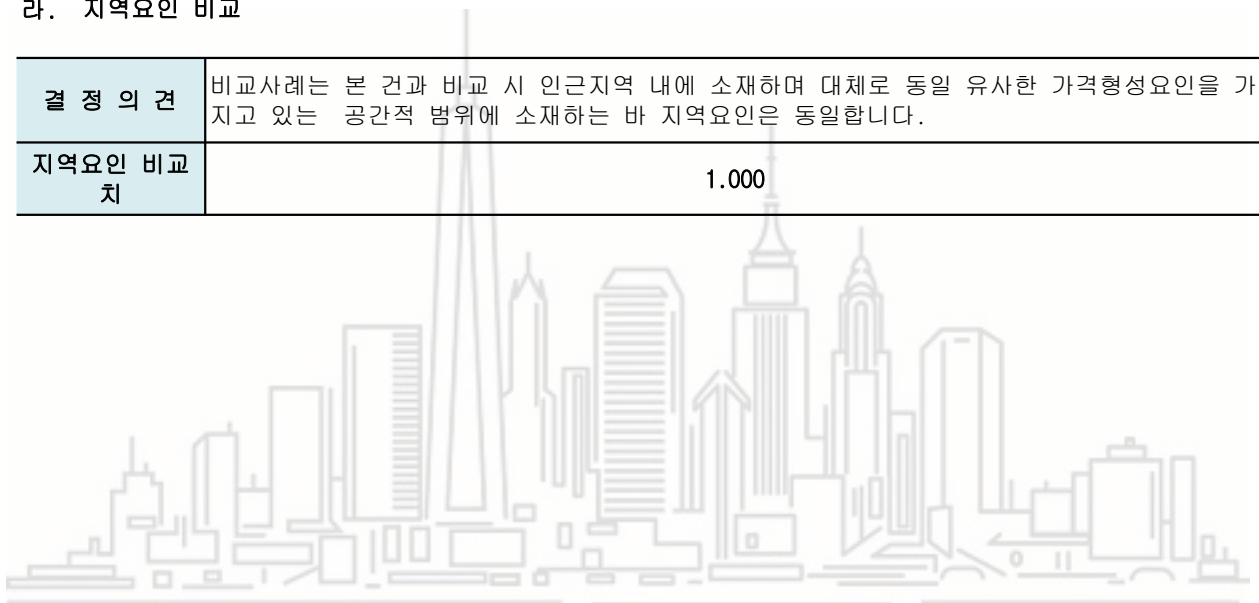 라. 지역요인 비교
결 정 의 견
비교사례는 본 건과 비교 시 인근지역 내에 소재하며 대체로 동일 유사한 가격형성요인을 가
지고 있는 공간적 범위에 소재하는 바 지역요인은 동일합니다.
지역요인 비교
치
1.000